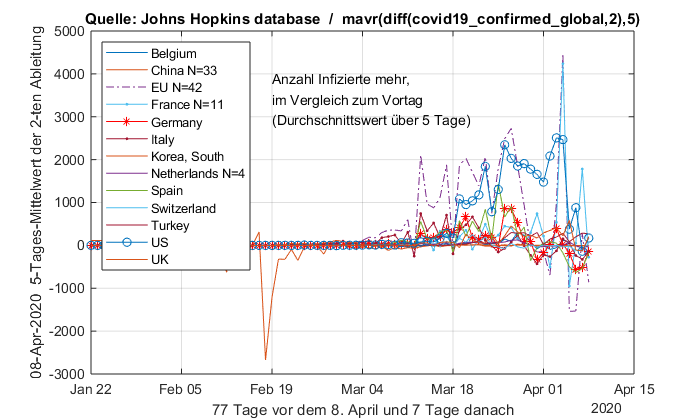 Quelle: Johns Hopkins database / mavr(diff(covid19_confirmed_global,2),5)
08-Apr-2020 5-Tages-Mittelwert der 2-ten Ableitung
5000
4000
3000
2000
1000
0
-1000
-2000
-3000
Belgium
China N=33
EU N=42
France N=11
Germany
Italy
Korea, South
Netherlands N=4
Spain
Switzerland
Turkey
US
UK
Anzahl Infizierte mehr,
im Vergleich zum Vortag
(Durchschnittswert über 5 Tage)
Jan 22 Feb 05 Feb 19 Mar 04 Mar 18 Apr 01 Apr 15
2020
77 Tage vor dem 8. April und 7 Tage danach